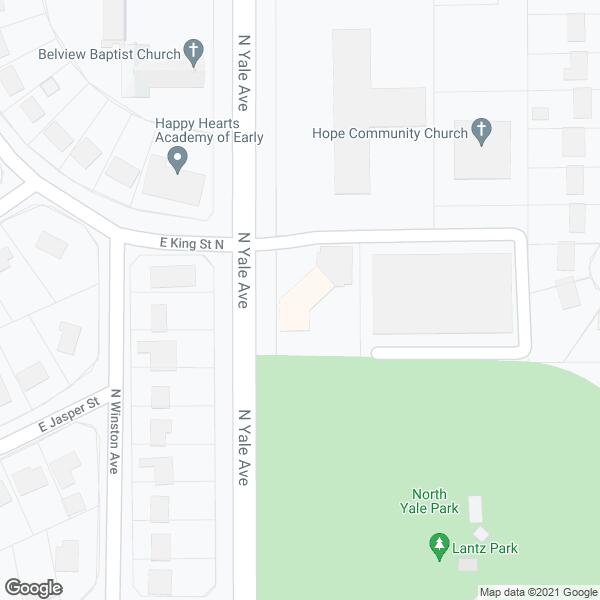 Belview Baptist Church
N Yale Ave
Happy Hearts
Academy of Early
Hope Community Church
E King St N
N Yale Ave
N Winston Ave
E Jasper St
N Yale Ave
North
Yale Park
Lantz Park
Google
Map data ©2021 Google